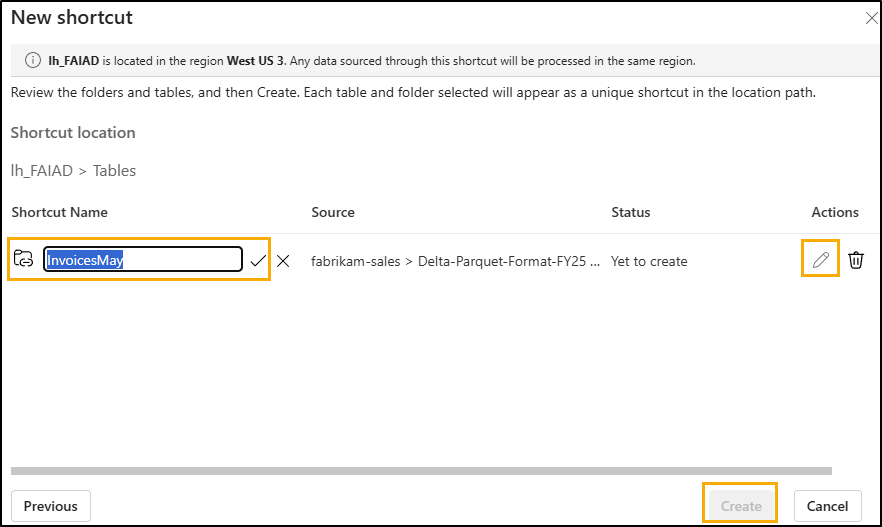 New shortcut
lh_FAIAD is located in the region West US 3. Any data sourced through this shortcut will be processed in the same region.
Review the folders and tables, and then Create. Each table and folder selected will appear as a unique shortcut in the location path.
Shortcut location
lh_FAIAD > Tables
Shortcut Name Source Status Actions
InvoicesMay fabrikam-sales > Delta-Parquet-Format-FY25 ... Yet to create
Previous Create Cancel